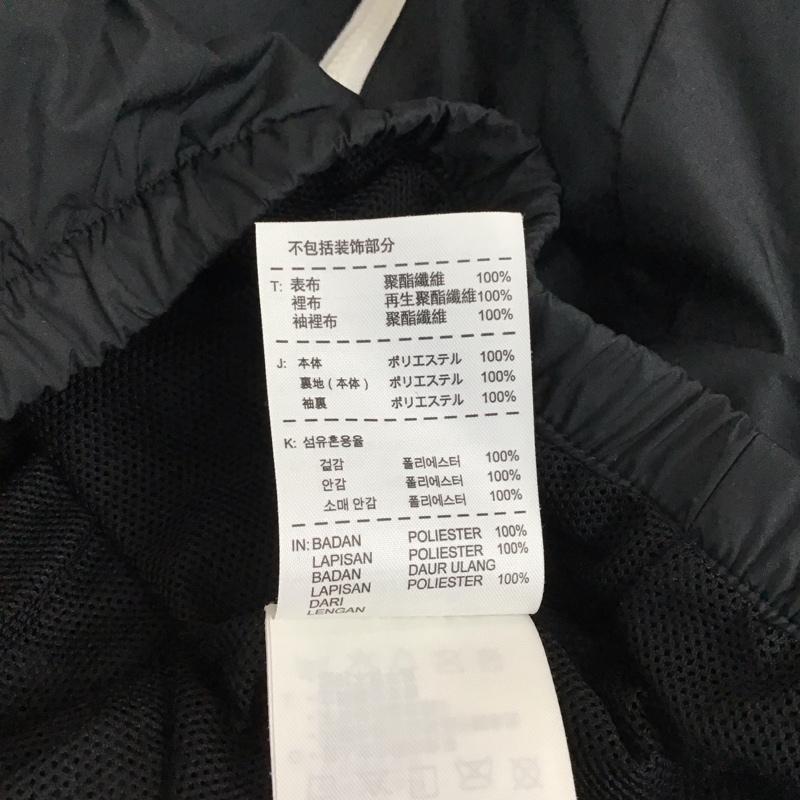 不包括装饰部分
T: 表布 聚酯纖維 100%
裡布 再生聚酯纖維100%
袖裡布 聚酯纖維 100%
J: 本体 ポリエステル 100%
裏地(本体) ポリエステル 100%
袖裏 ポリエステル 100%
K: 섬유혼용율
겉감 폴리에스터 100%
안감 폴리에스터 100%
소매 안감 폴리에스터 100%
IN: BADAN POLIESTER 100%
LAPISAN POLIESTER 100%
BADAN DAUR ULANG
LAPISAN POLIESTER 100%
DARI
LENGAN